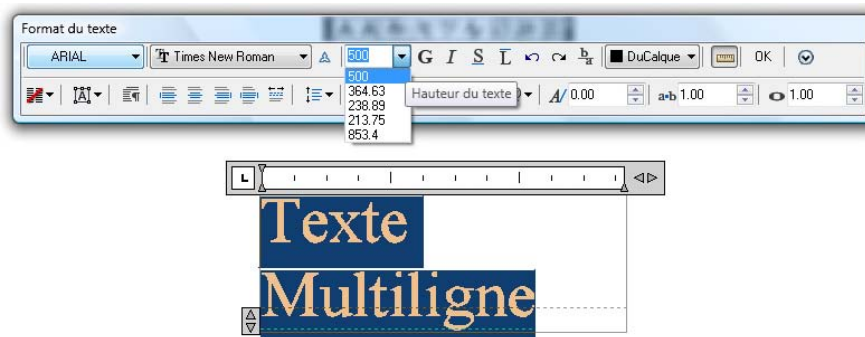 Format du texte
ARIAL Times New Roman 500 G I S L b/a DuCalque OK
500
364.63
238.89
213.75
853.4
Hauteur du texte
A/ 0.00 a•b 1.00 1.00
L
Texte
Multiligne